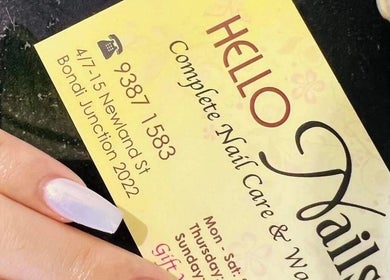 HELLO
Nails
Complete Nail Care & Wa
9387 1583
4/7-15 Newland St
Bondi Junction 2022
Mon - Sat:
Thursday:
Sunday
Gift